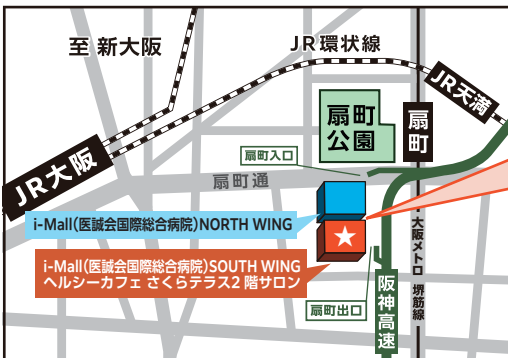 至 新大阪
JR環状線
JR天満
JR大阪
扇町
公園
扇町
扇町入口
扇町通
i-Mall(医誠会国際総合病院)NORTH WING
i-Mall(医誠会国際総合病院)SOUTH WING
ヘルシーカフェ さくらテラス2階サロン
大阪メトロ 堺筋線
扇町出口
阪神高速